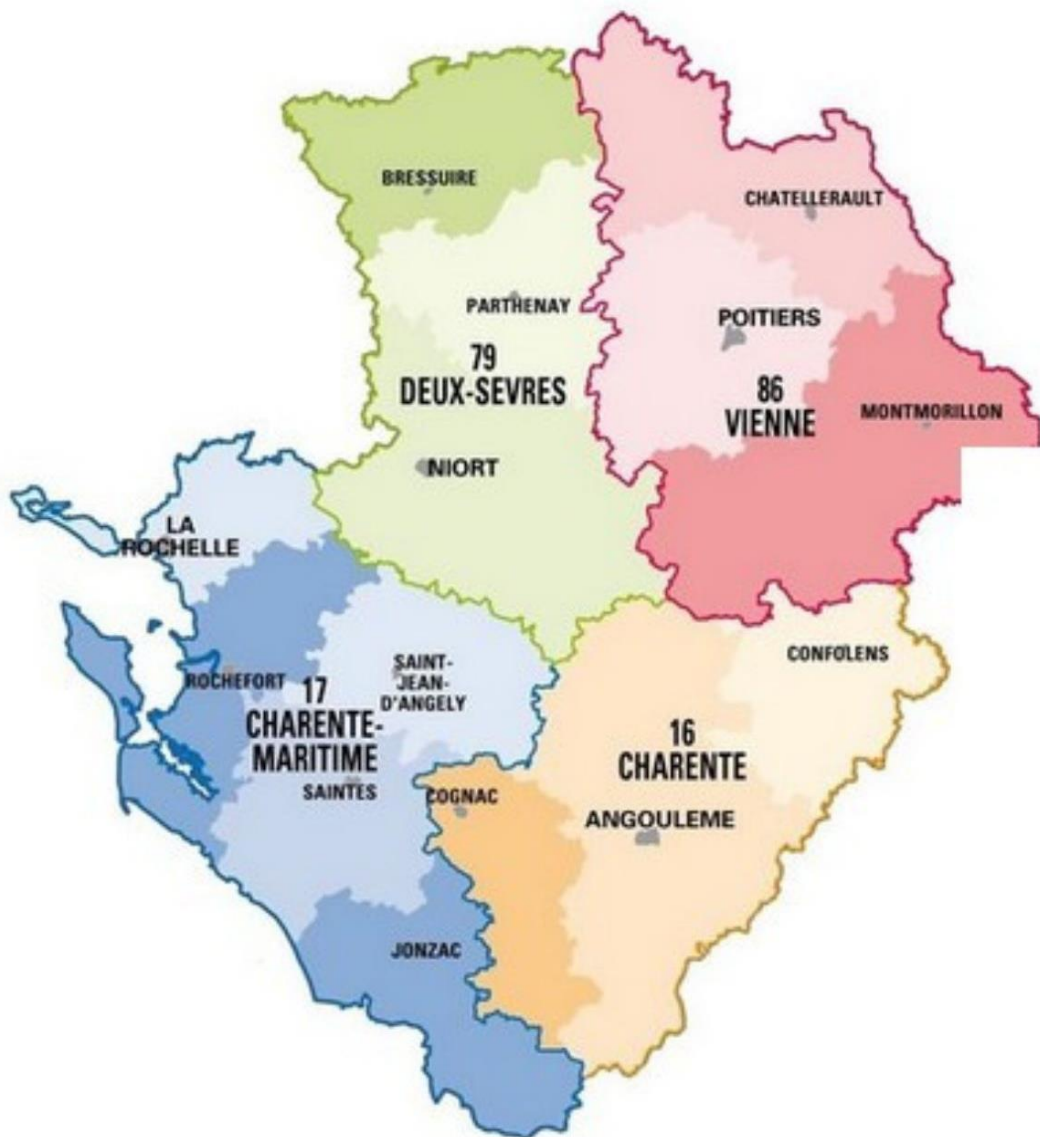 BRESSUIRE
CHATELLERAULT
PARTHENAY
POITIERS
79
DEUX-SEVRES
86
VIENNE
MONTMORILLON
NIORT
LA
ROCHELLE
CONFOLENS
SAINT-
JEAN-
D'ANGELY
ROCHEFORT
17
CHARENTE-
MARITIME
16
CHARENTE
SAINTES
COGNAC
ANGOULEME
JONZAC